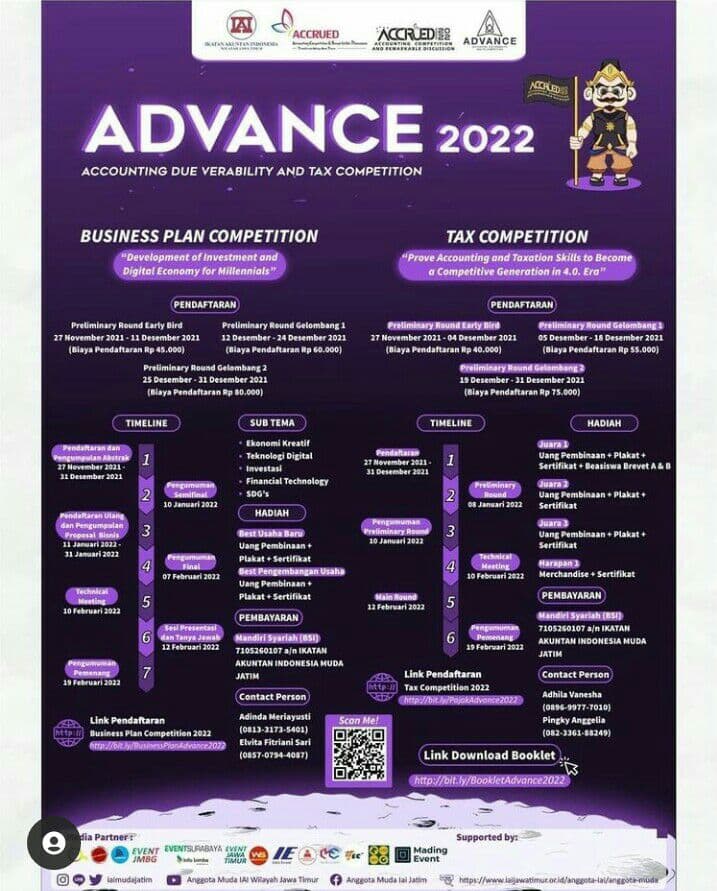 IAI
IKATAN AKUNTAN INDONESIA
WILAYAH JAWA TIMUR
ACCRUED
Accounting Competition & Remarkable Discussion
ACCRUED
ACCOUNTING COMPETITION
AND REMARKABLE DISCUSSION
ADVANCE
ACCRUED
ADVANCE 2022
ACCOUNTING DUE VERABILITY AND TAX COMPETITION
BUSINESS PLAN COMPETITION
"Development of Investment and
Digital Economy for Millennials"
PENDAFTARAN
Preliminary Round Early Bird
27 November 2021 - 11 Desember 2021
(Biaya Pendaftaran Rp 45.000)
Preliminary Round Gelombang 1
12 Desember - 24 Desember 2021
(Biaya Pendaftaran Rp 60.000)
Preliminary Round Gelombang 2
25 Desember - 31 Desember 2021
(Biaya Pendaftaran Rp 80.000)
TIMELINE
Pendaftaran dan
Pengumpulan Abstrak
27 November 2021 -
31 Desember 2021
1
2
Pengumuman
Semifinal
10 Januari 2022
Pendaftaran Ulang
dan Pengumpulan
Proposal Bisnis
11 Januari 2022 -
31 Januari 2022
3
4
Pengumuman
Final
07 Februari 2022
Technical
Meeting
10 Februari 2022
5
6
Sesi Presentasi
dan Tanya Jawab
12 Februari 2022
Pengumuman
Pemenang
19 Februari 2022
7
SUB TEMA
• Ekonomi Kreatif
• Teknologi Digital
• Investasi
• Financial Technology
• SDG's
HADIAH
Best Usaha Baru
Uang Pembinaan +
Plakat + Sertifikat
Best Pengembangan Usaha
Uang Pembinaan +
Plakat + Sertifikat
PEMBAYARAN
Mandiri Syariah (BSI)
7105260107 a/n IKATAN
AKUNTAN INDONESIA MUDA
JATIM
Contact Person
Adinda Meriayusti
(0813-3173-5401)
Elvita Fitriani Sari
(0857-0794-4087)
http://
Link Pendaftaran
Business Plan Competition 2022
http://bit.ly/BusinessPlanAdvance2022
TAX COMPETITION
"Prove Accounting and Taxation Skills to Become
a Competitive Generation in 4.0. Era"
PENDAFTARAN
Preliminary Round Early Bird
27 November 2021 - 04 Desember 2021
(Biaya Pendaftaran Rp 40.000)
Preliminary Round Gelombang 1
05 Desember - 18 Desember 2021
(Biaya Pendaftaran Rp 55.000)
Preliminary Round Gelombang 2
19 Desember - 31 Desember 2021
(Biaya Pendaftaran Rp 75.000)
TIMELINE
Pendaftaran
27 November 2021 -
31 Desember 2021
1
2
Preliminary
Round
08 Januari 2022
Pengumuman
Preliminary Round
10 Januari 2022
3
4
Technical
Meeting
10 Februari 2022
Main Round
12 Februari 2022
5
6
Pengumuman
Pemenang
19 Februari 2022
HADIAH
Juara 1
Uang Pembinaan + Plakat +
Sertifikat + Beasiswa Brevet A & B
Juara 2
Uang Pembinaan + Plakat +
Sertifikat
Juara 3
Uang Pembinaan + Plakat +
Sertifikat
Harapan 1
Merchandise + Sertifikat
PEMBAYARAN
Mandiri Syariah (BSI)
7105260107 a/n IKATAN
AKUNTAN INDONESIA MUDA
JATIM
http://
Link Pendaftaran
Tax Competition 2022
http://bit.ly/PajakAdvance2022
Contact Person
Adhila Vanesha
(0896-9977-7010)
Pingky Anggelia
(082-3361-88249)
Scan Me!
Link Download Booklet
http://bit.ly/BookletAdvance2022
Media Partner :
EVENT
JMBG
EVENTSURABAYA
info lomba
EVENT
JAWA
TIMUR
IE
Supported by:
Mading
Event
iaimudajatim
Anggota Muda IAI Wilayah Jawa Timur
Anggota Muda Iai Jatim
https://www.iaijawatimur.or.id/anggota-iai/anggota-muda